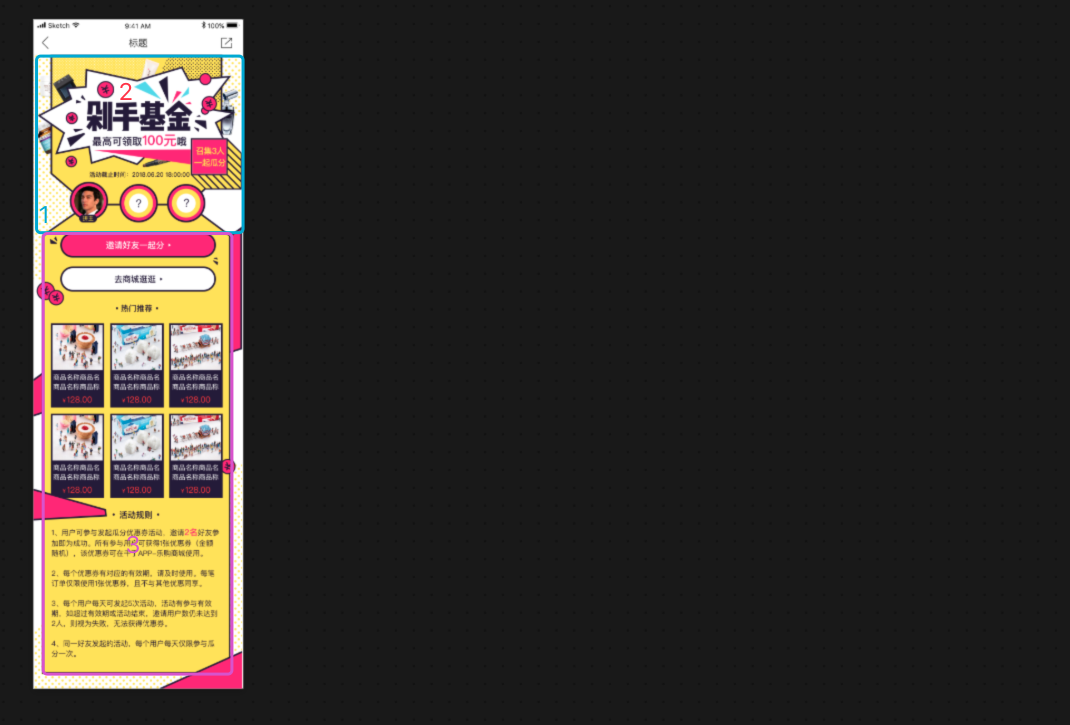 Sketch
9:41 AM
100%
标题
2
剁手基金
最高可领取100元哦
召集3人
一起瓜分
活动截止时间：2018.06.20 18:00:00
1
?
?
邀请好友一起分
去商城逛逛
• 热门推荐 •
商品名称商品名
商品名称商品称
¥128.00
商品名称商品名
商品名称商品称
¥128.00
商品名称商品名
商品名称商品称
¥128.00
商品名称商品名
商品名称商品称
¥128.00
商品名称商品名
商品名称商品称
¥128.00
商品名称商品名
商品名称商品称
¥128.00
• 活动规则 •
1、用户可参与发起瓜分优惠券活动，邀请2名好友参
加即为成功。所有参与用户可获得1张优惠券（金额
随机），该优惠券可在 APP-乐购商城使用。
3
2、每个优惠券有对应的有效期，请及时使用。每笔
订单仅限使用1张优惠券，且不与其他优惠同享。
3、每个用户每天可发起5次活动，活动有参与有效
期，如超过有效期或活动结束，邀请用户数仍未达到
2人，则视为失败，无法获得优惠券。
4、同一好友发起的活动，每个用户每天仅限参与瓜
分一次。